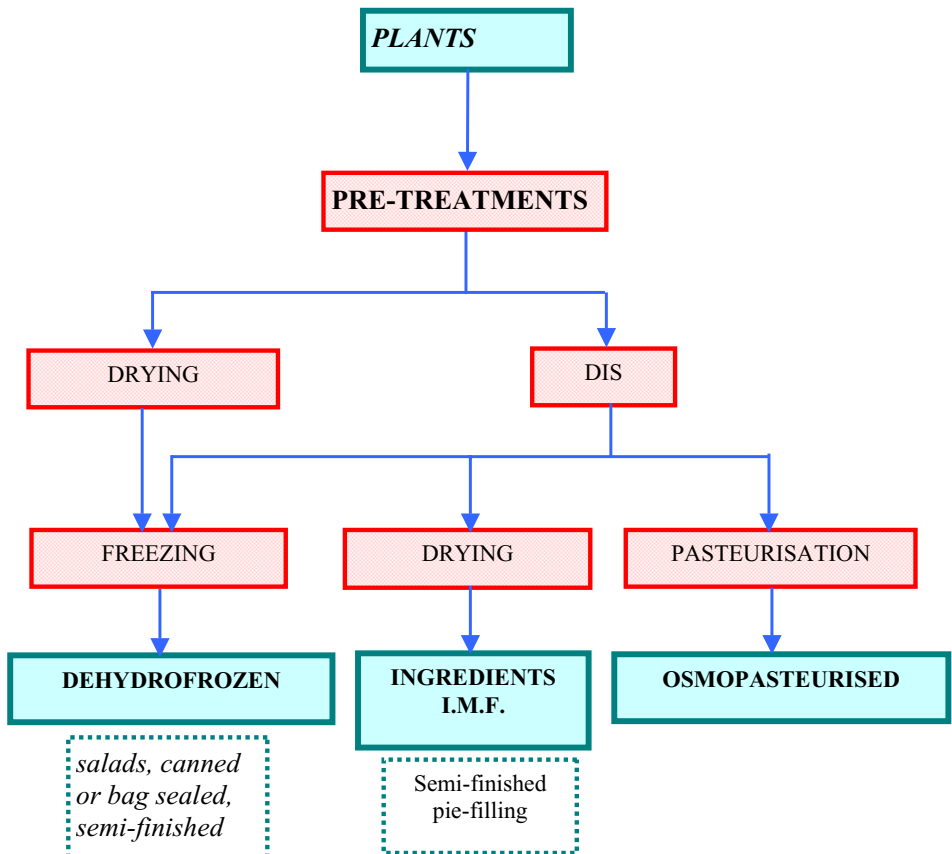 PLANTS
PRE-TREATMENTS
DRYING
DIS
FREEZING
DRYING
PASTEURISATION
DEHYDROFROZEN
INGREDIENTS
I.M.F.
OSMOPASTEURISED
salads, canned
or bag sealed,
semi-finished
Semi-finished
pie-filling